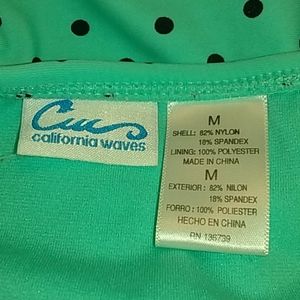 Cwcs
california waves
M
SHELL: 82% NYLON
18% SPANDEX
LINING: 100% POLYESTER
MADE IN CHINA
M
EXTERIOR: 82% NILON
18% SPANDEX
FORRO: 100% POLIESTER
HECHO EN CHINA
RN 136739